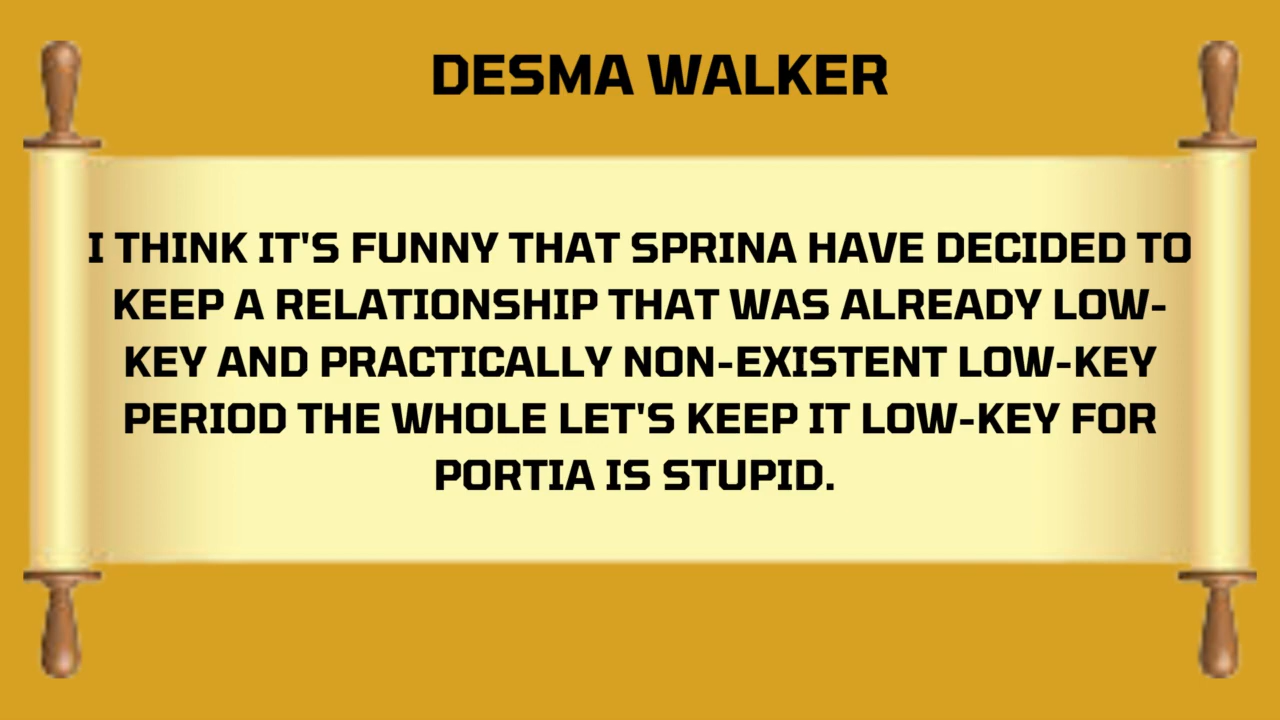 DESMA WALKER
I THINK IT'S FUNNY THAT SPRINA HAVE DECIDED TO
KEEP A RELATIONSHIP THAT WAS ALREADY LOW-
KEY AND PRACTICALLY NON-EXISTENT LOW-KEY
PERIOD THE WHOLE LET'S KEEP IT LOW-KEY FOR
PORTIA IS STUPID.